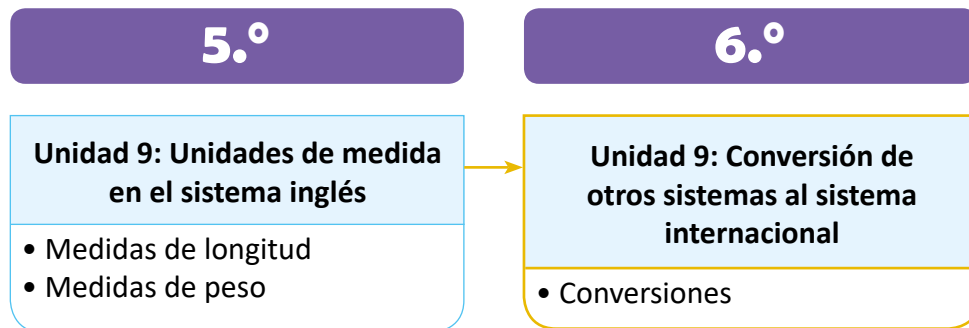 5.º
Unidad 9: Unidades de medida
en el sistema inglés
• Medidas de longitud
• Medidas de peso
6.º
Unidad 9: Conversión de
otros sistemas al sistema
internacional
• Conversiones